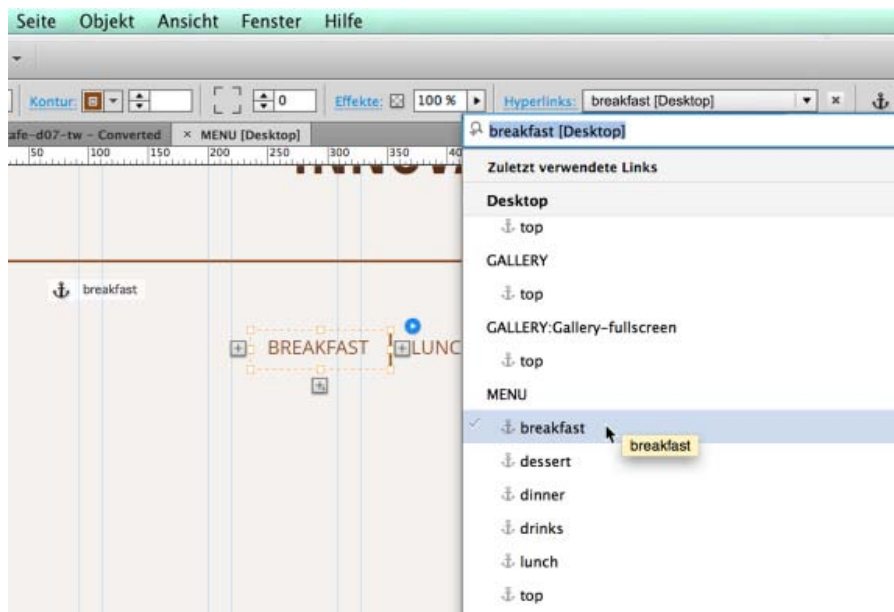 Seite Objekt Ansicht Fenster Hilfe
Kontur: 0 Effekte: 100 % Hyperlinks: breakfast [Desktop]
afe-d07-tw - Converted × MENU [Desktop]
breakfast [Desktop]
50 100 150 200 250 300 350 40
Zuletzt verwendete Links
Desktop
top
GALLERY
breakfast
top
GALLERY:Gallery-fullscreen
BREAKFAST LUNC
top
MENU
breakfast
breakfast
dessert
dinner
drinks
lunch
top